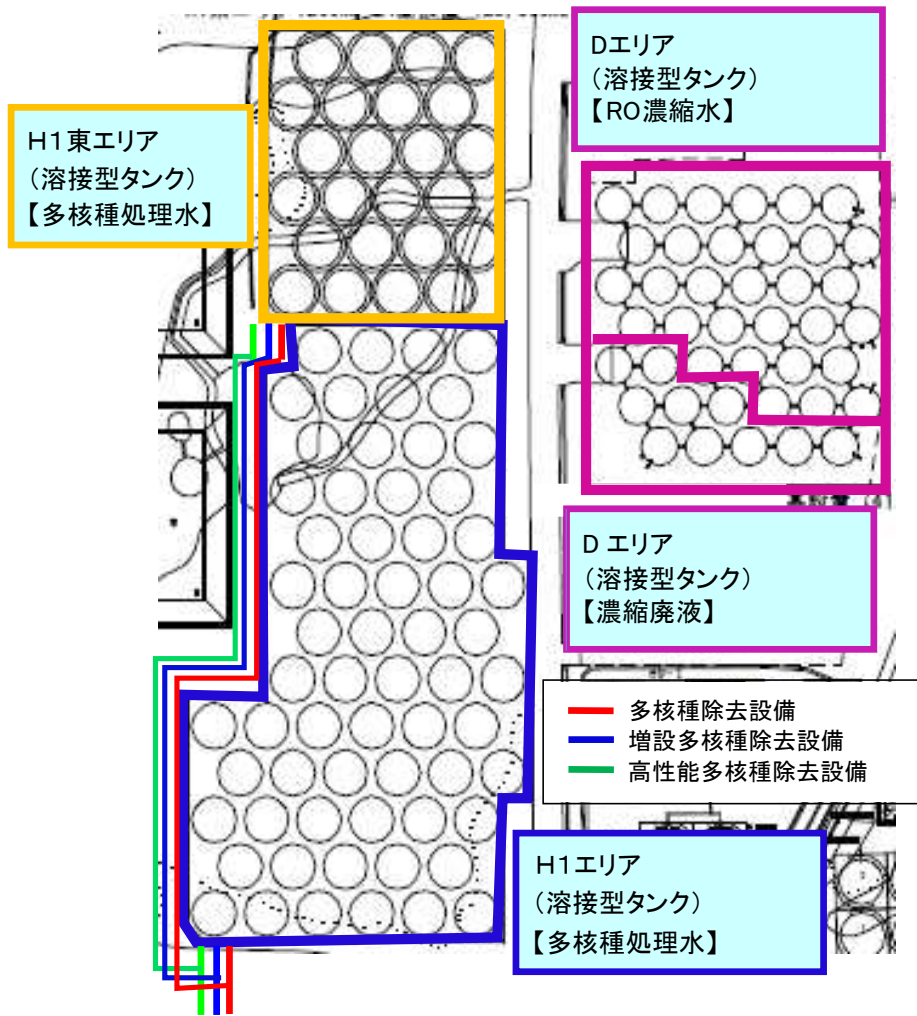 Dエリア
(溶接型タンク)
【RO濃縮水】
H1東エリア
(溶接型タンク)
【多核種処理水】
D エリア
(溶接型タンク)
【濃縮廃液】
多核種除去設備
増設多核種除去設備
高性能多核種除去設備
H1エリア
(溶接型タンク)
【多核種処理水】